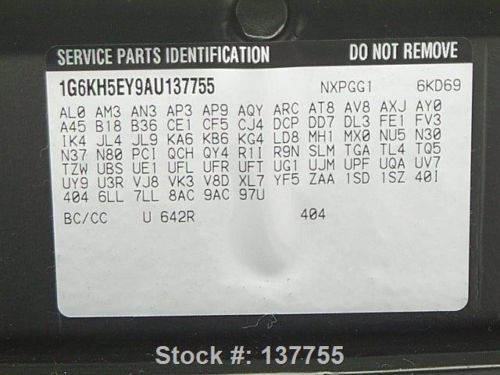 SERVICE PARTS IDENTIFICATION DO NOT REMOVE
1G6KH5EY9AU137755 NXPGG1 6KD69
AL0 AM3 AN3 AP3 AP9 AQY ARC AT8 AV8 AXJ AY0
A45 B18 B36 CE1 CF5 CJ4 DCP DD7 DL3 FE1 FV3
IK4 JL4 JL9 KA6 KB6 KG4 LD8 MH1 MX0 NU5 N30
N37 N80 PCI QCH QY4 R1I R9N SLM TGA TL4 TQ5
TZW UBS UE1 UFL UFR UFT UG1 UJM UPF UQA UV7
UY9 U3R VJ8 VK3 V8D XL7 YF5 ZAA 1SD 1SZ 40I
404 6LL 7LL 8AC 9AC 97U
BC/CC U 642R 404
Stock #: 137755